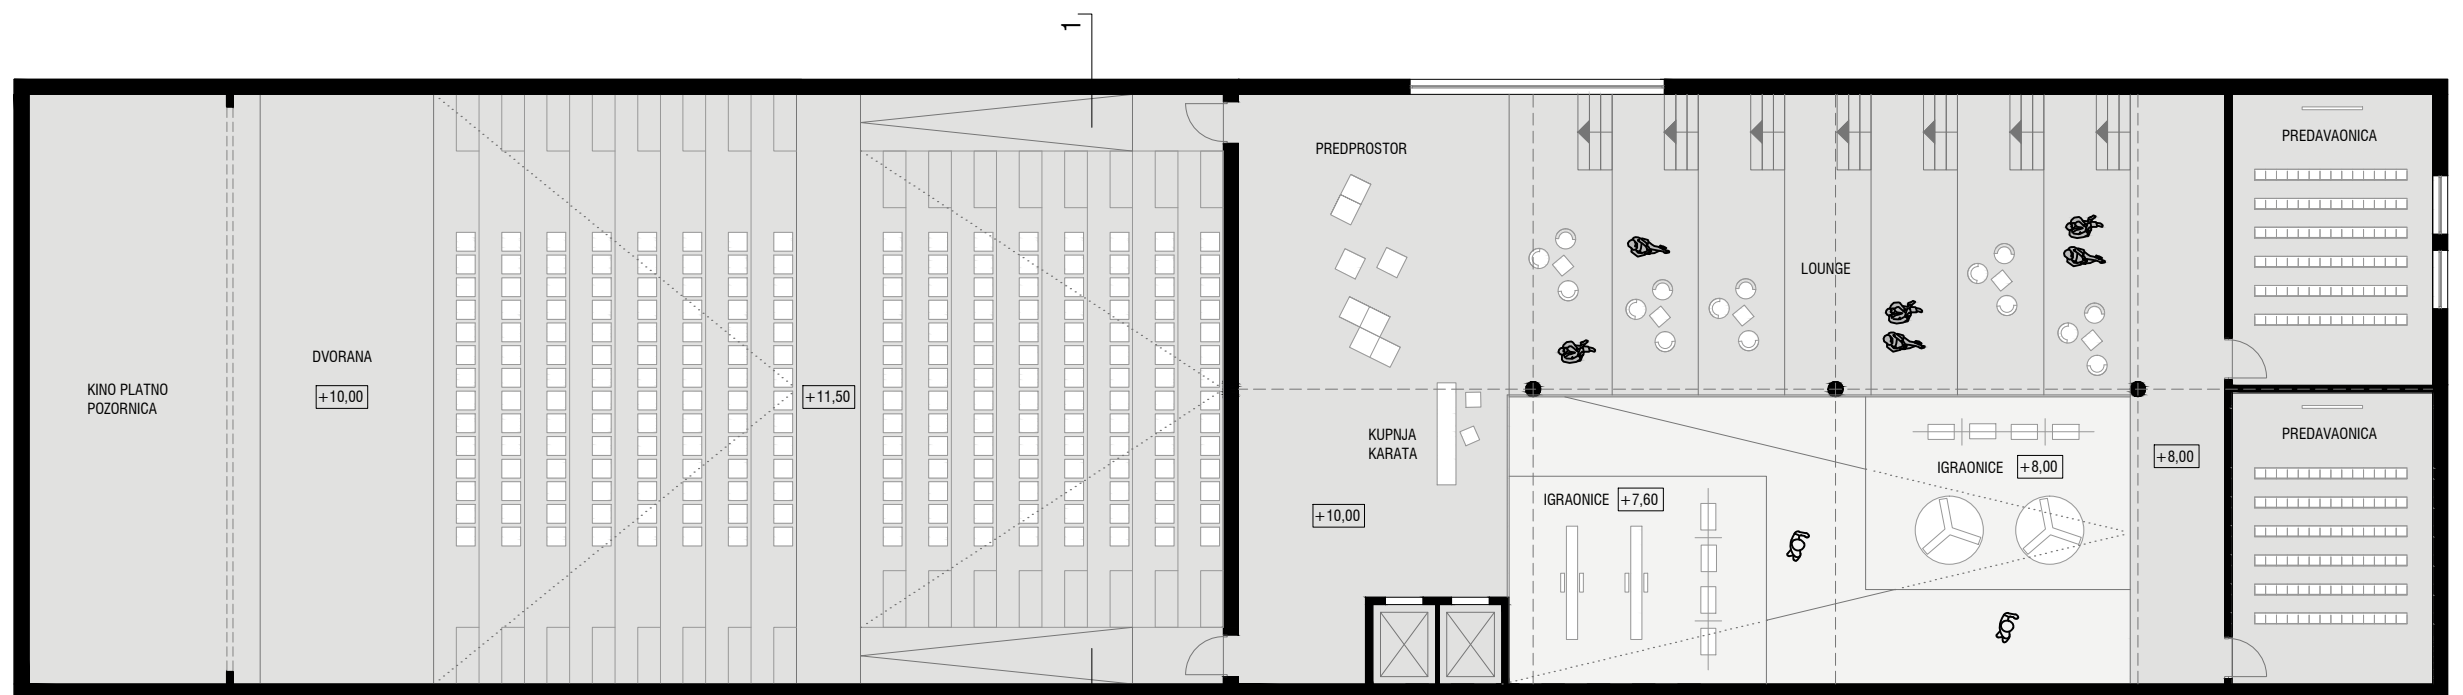 1
PREDPROSTOR
PREDAVAONICA
LOUNGE
DVORANA
+10,00
KINO PLATNO
POZORNICA
+11,50
KUPNJA
KARATA
+10,00
IGRAONICE +7,60
IGRAONICE +8,00
+8,00
PREDAVAONICA